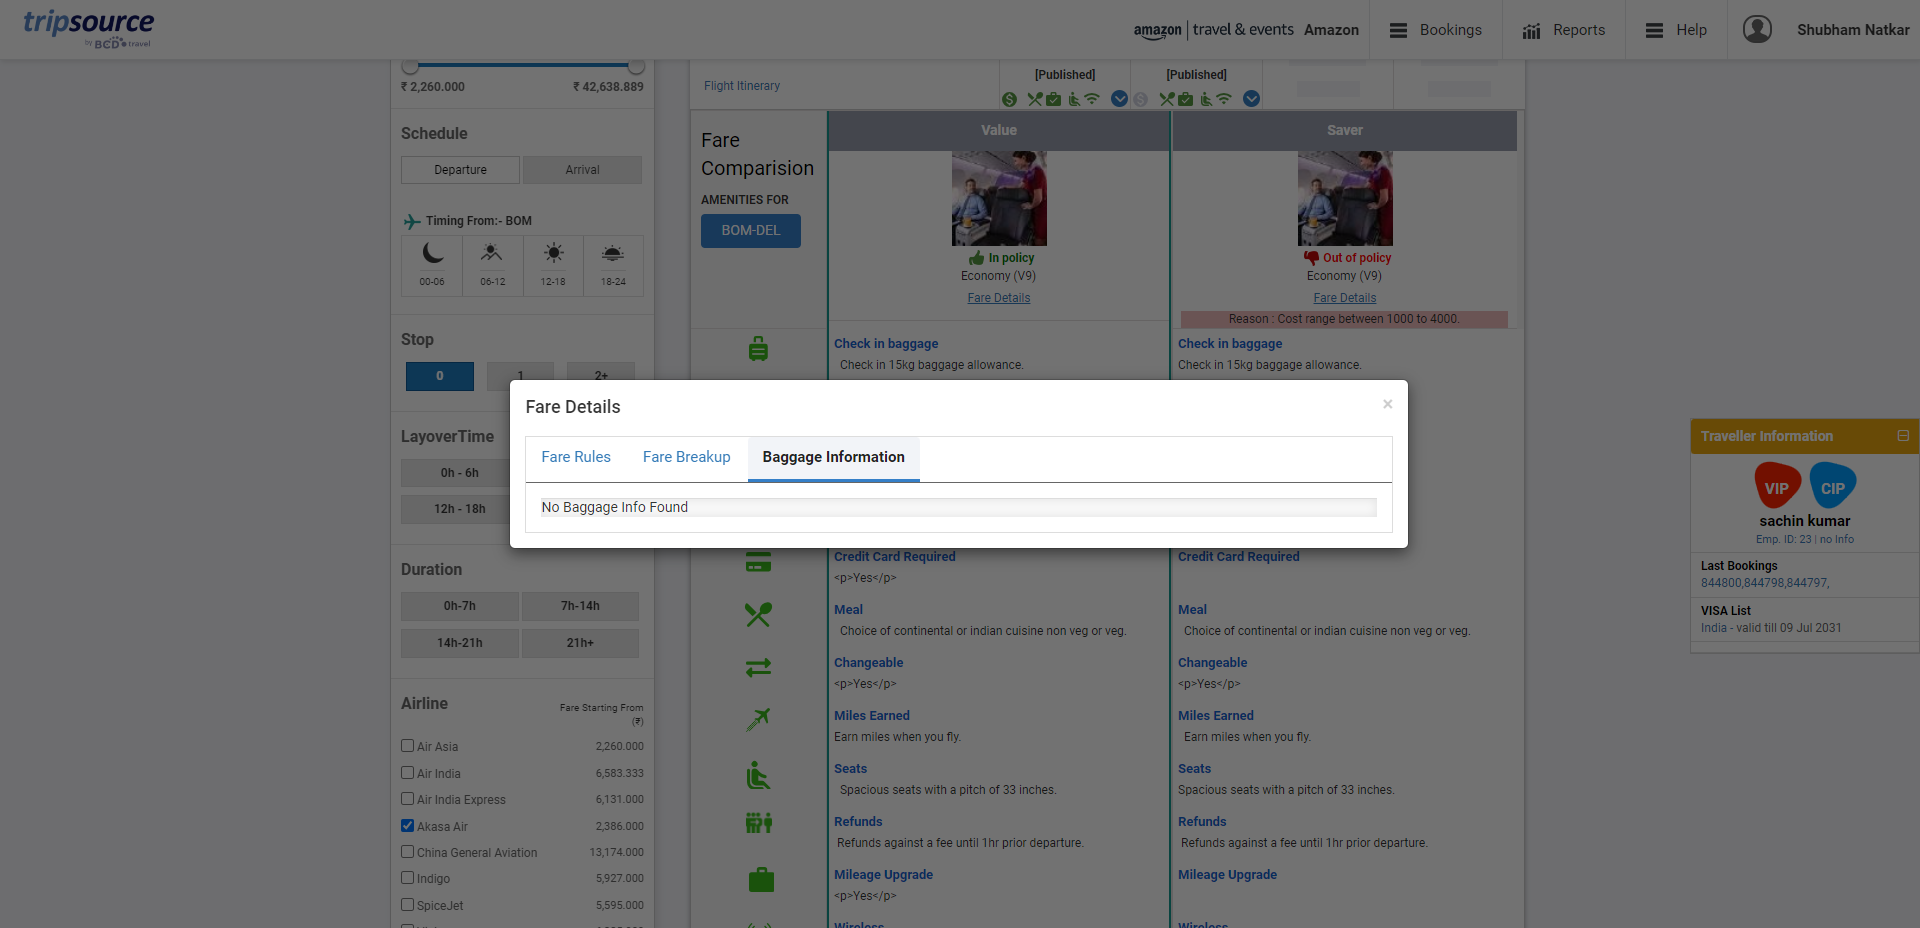 tripsource
by BCD travel
amazon | travel & events Amazon
Bookings
Reports
Help
Shubham Natkar
₹ 2,260.000 ₹ 42,638.889
Schedule
Departure Arrival
Timing From:- BOM
00-06 06-12 12-18 18-24
Stop
0 1 2+
LayoverTime
0h - 6h
12h - 18h
Duration
0h-7h 7h-14h
14h-21h 21h+
Airline Fare Starting From
(₹)
Air Asia 2,260.000
Air India 6,583.333
Air India Express 6,131.000
Akasa Air 2,386.000
China General Aviation 13,174.000
Indigo 5,927.000
SpiceJet 5,595.000
Flight Itinerary
[Published] [Published]
Fare
Comparision
AMENITIES FOR
BOM-DEL
Value Saver
In policy Out of policy
Economy (V9) Economy (V9)
Fare Details Fare Details
Reason : Cost range between 1000 to 4000.
Check in baggage Check in baggage
Check in 15kg baggage allowance. Check in 15kg baggage allowance.
Fare Details ×
Fare Rules Fare Breakup Baggage Information
No Baggage Info Found
Credit Card Required Credit Card Required
<p>Yes</p>
Meal Meal
Choice of continental or indian cuisine non veg or veg. Choice of continental or indian cuisine non veg or veg.
Changeable Changeable
<p>Yes</p> <p>Yes</p>
Miles Earned Miles Earned
Earn miles when you fly. Earn miles when you fly.
Seats Seats
Spacious seats with a pitch of 33 inches. Spacious seats with a pitch of 33 inches.
Refunds Refunds
Refunds against a fee until 1hr prior departure. Refunds against a fee until 1hr prior departure.
Mileage Upgrade Mileage Upgrade
<p>Yes</p>
Wireless Wireless
Traveller Information
VIP CIP
sachin kumar
Emp. ID: 23 | no Info
Last Bookings
844800,844798,844797,
VISA List
India - valid till 09 Jul 2031